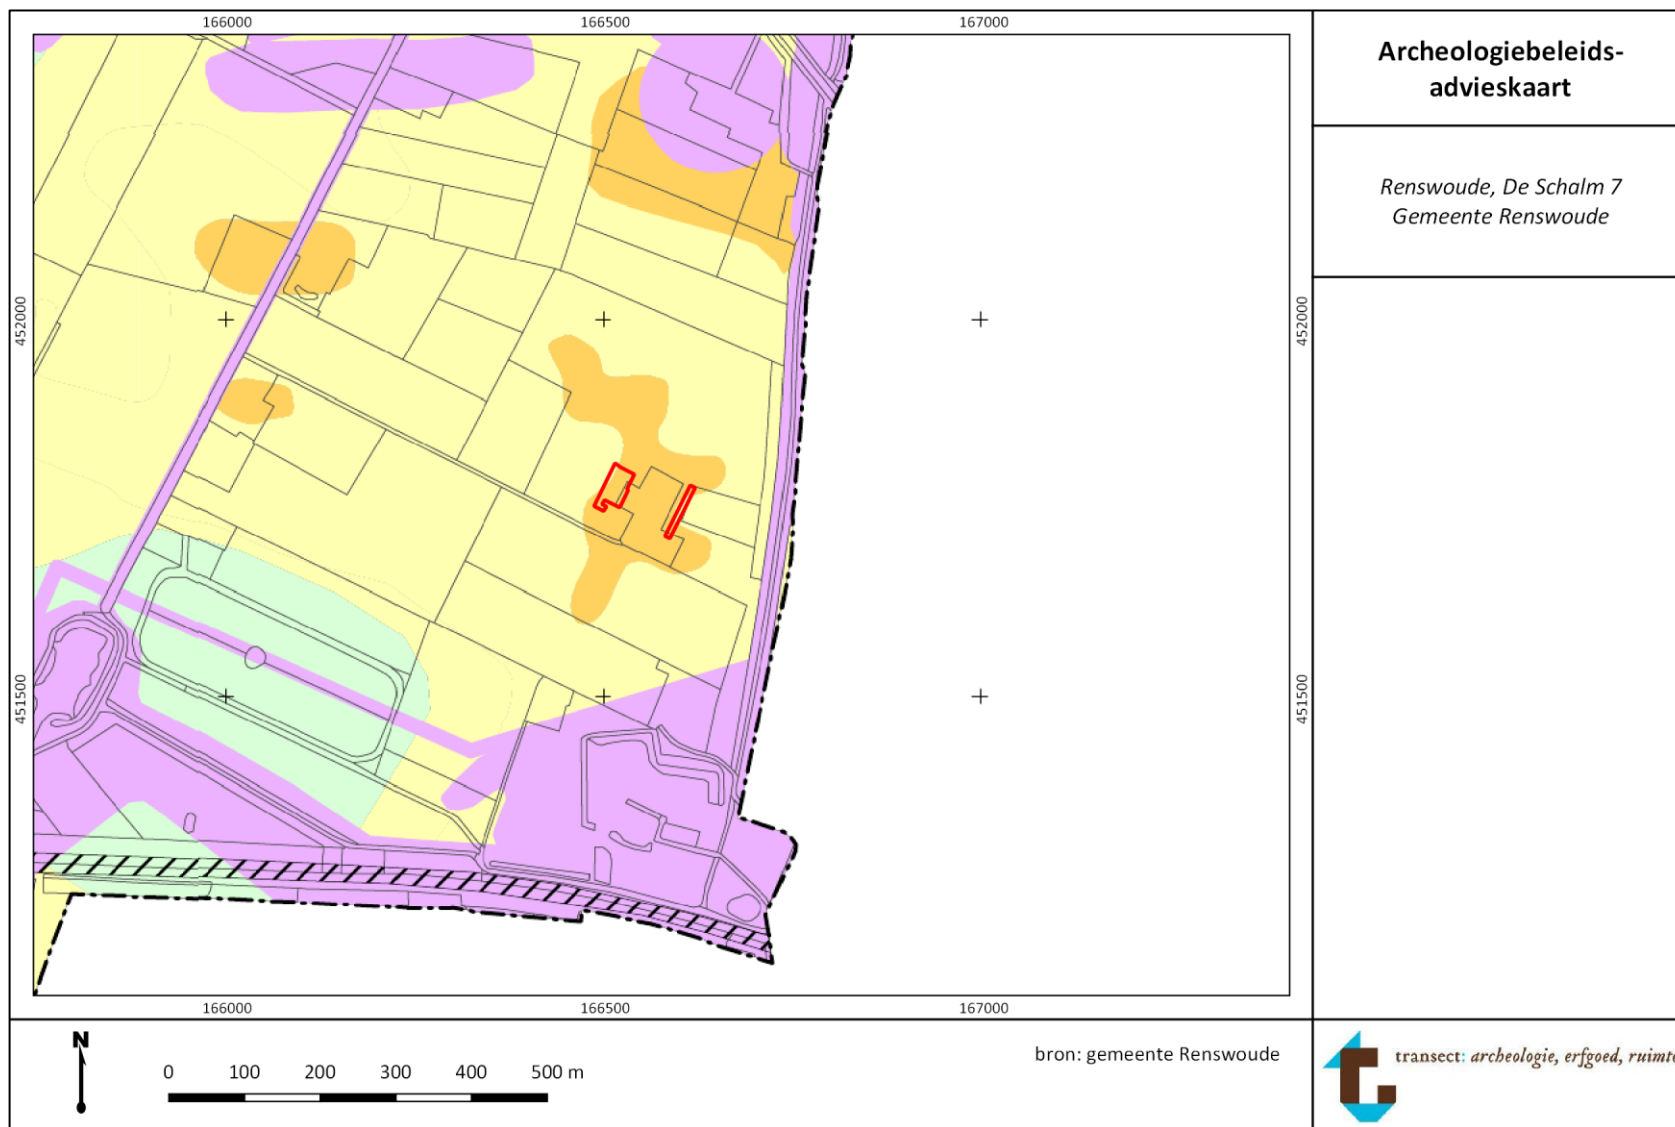 166000
166500
167000
Archeologiebeleids-
advieskaart
Renswoude, De Schalm 7
Gemeente Renswoude
452000
452000
451500
451500
166000
166500
167000
N
0
100
200
300
400
500 m
bron: gemeente Renswoude
transect: archeologie, erfgoed, ruimte